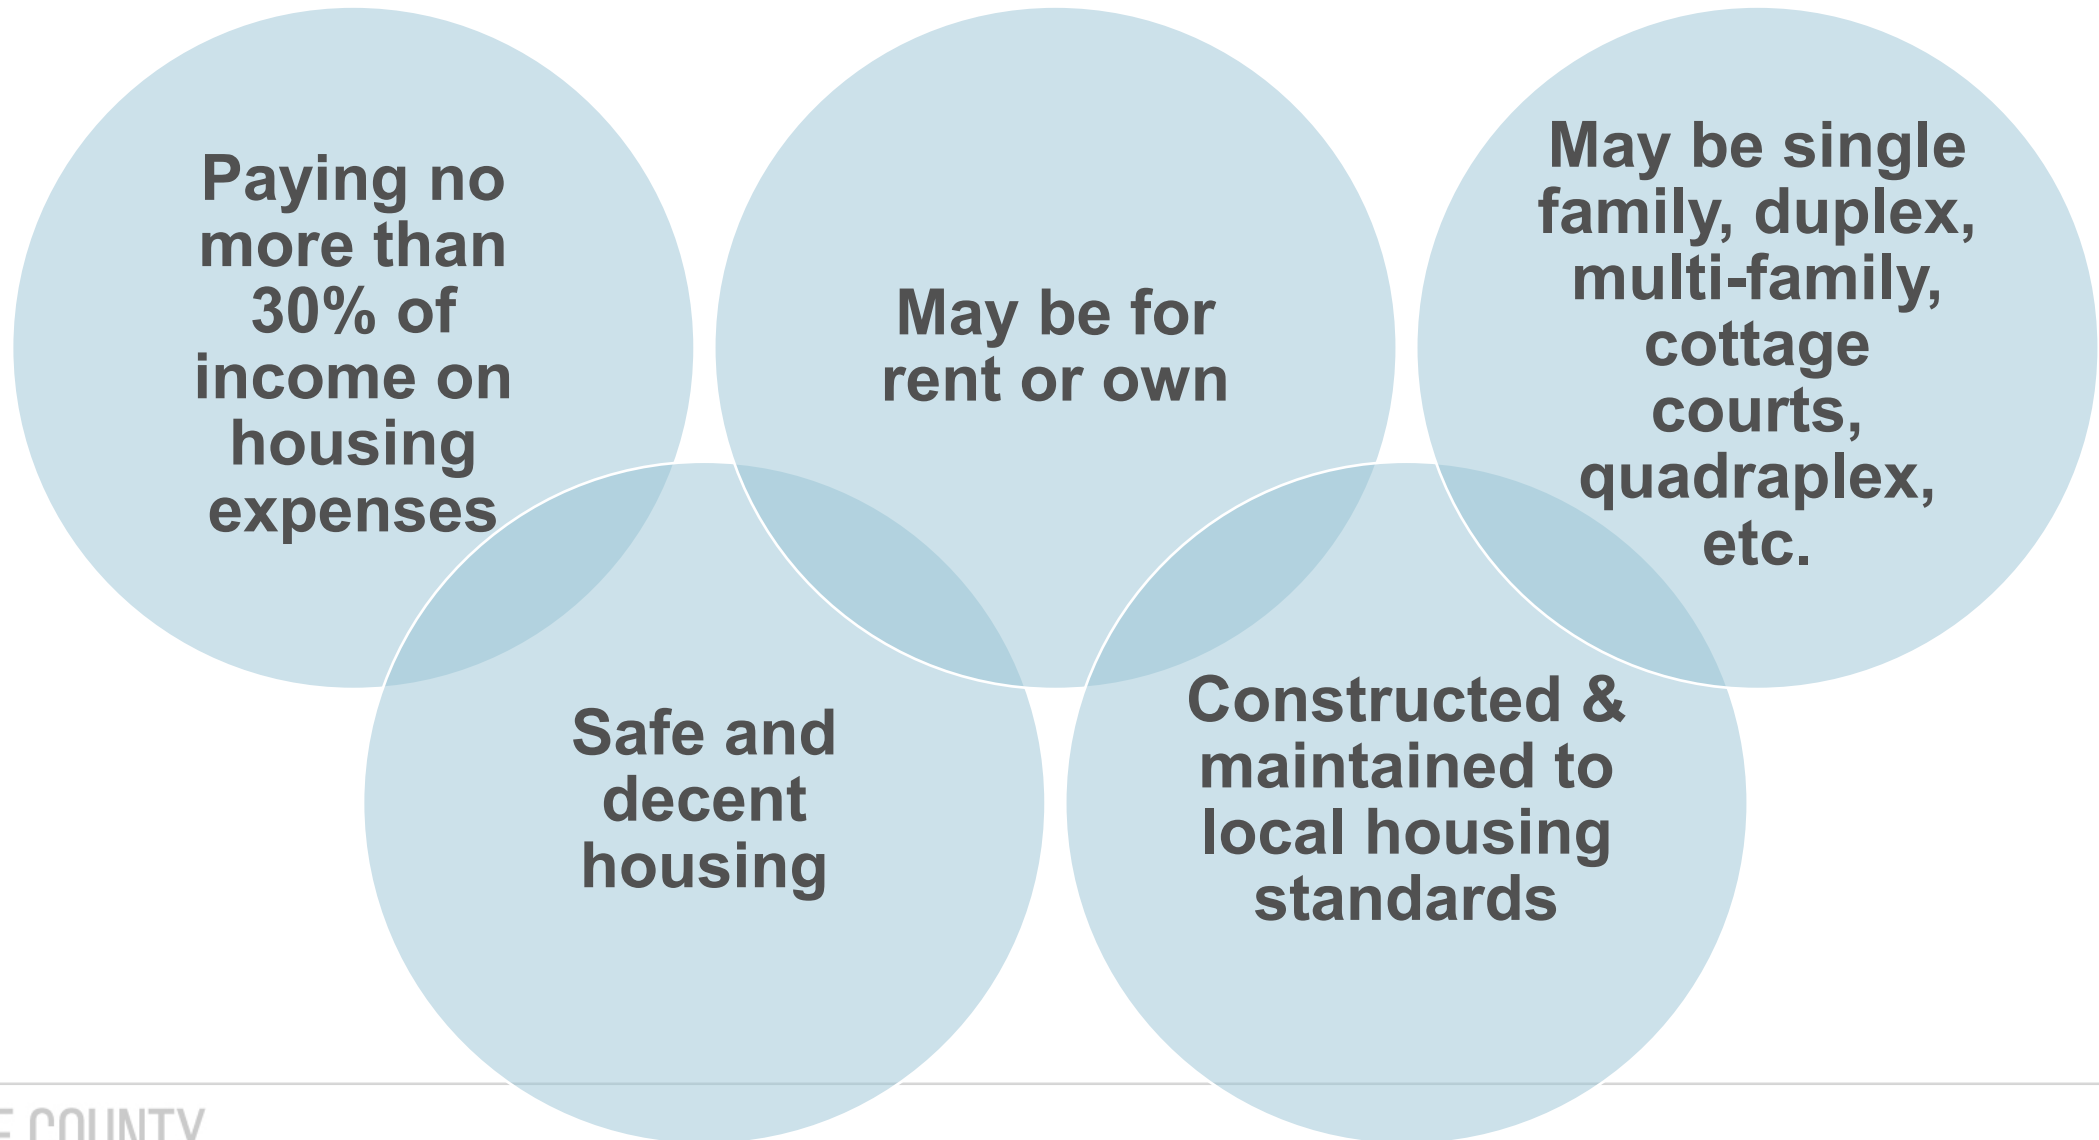 Paying no
more than
30% of
income on
housing
expenses
May be for
rent or own
May be single
family, duplex,
multi-family,
cottage
courts,
quadraplex,
etc.
Safe and
decent
housing
Constructed &
maintained to
local housing
standards
COUNTY